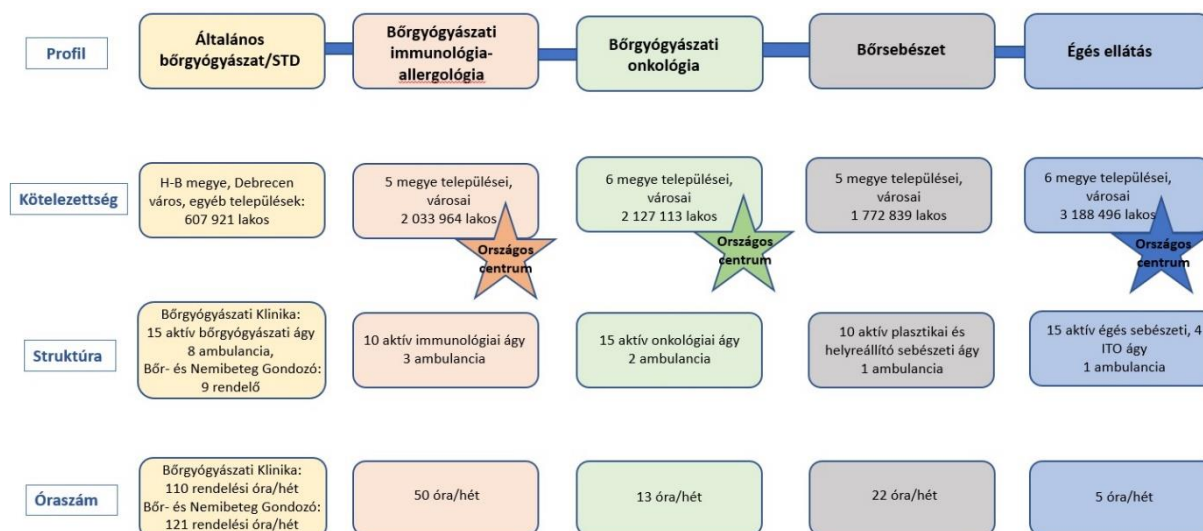 Profil
Általános
bőrgyógyászat/STD
Bőrgyógyászati
immunológia-
allergológia
Bőrgyógyászati
onkológia
Bőrsebészet
Égés ellátás
Kötelezettség
H-B megye, Debrecen
város, egyéb települések:
607 921 lakos
5 megye települései,
városai
2 033 964 lakos
Országos
centrum
6 megye települései,
városai
2 127 113 lakos
Országos
centrum
5 megye települései,
városai
1 772 839 lakos
6 megye települései,
városai
3 188 496 lakos
Országos
centrum
Struktúra
Bőrgyógyászati Klinika:
15 aktív bőrgyógyászati ágy
8 ambulancia,
Bőr- és Nemibeteg Gondozó:
9 rendelő
10 aktív immunológiai ágy
3 ambulancia
15 aktív onkológiai ágy
2 ambulancia
10 aktív plasztikai és
helyreállító sebészeti ágy
1 ambulancia
15 aktív égés sebészeti, 4
ITO ágy
1 ambulancia
Óraszám
Bőrgyógyászati Klinika:
110 rendelési óra/hét
Bőr- és Nemibeteg Gondozó:
121 rendelési óra/hét
50 óra/hét
13 óra/hét
22 óra/hét
5 óra/hét